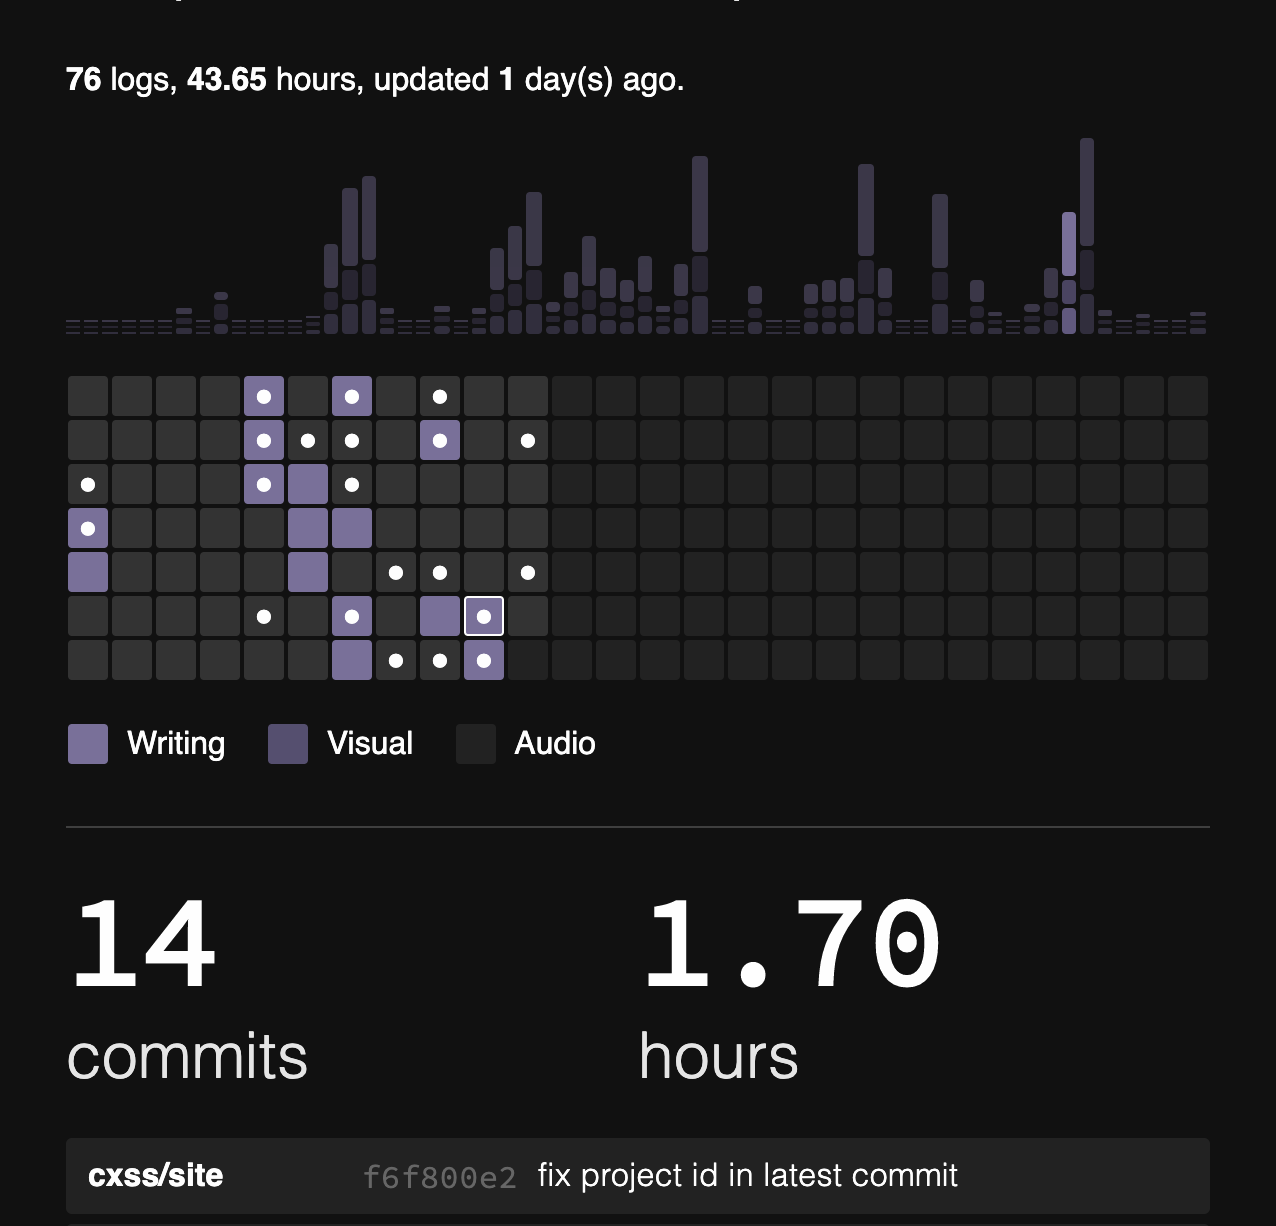 76 logs, 43.65 hours, updated 1 day(s) ago.
Writing Visual Audio
14 1.70
commits hours
cxss/site f6f800e2 fix project id in latest commit